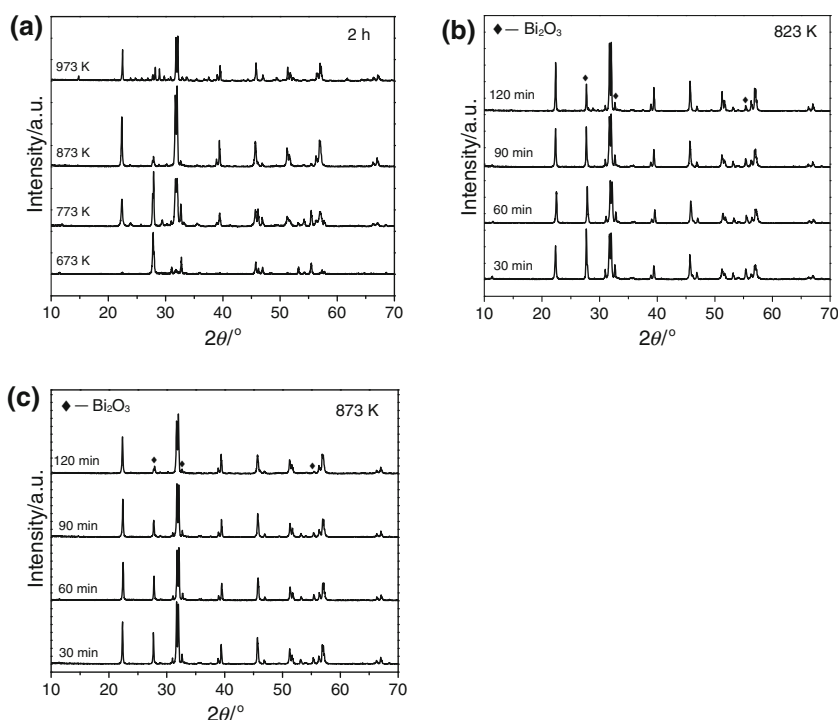 (a)
2 h
973 K
873 K
773 K
673 K
Intensity/a.u.
10 20 30 40 50 60 70
2θ/°
(b)
♦ — Bi₂O₃
823 K
120 min
90 min
60 min
30 min
Intensity/a.u.
10 20 30 40 50 60 70
2θ/°
(c)
♦ — Bi₂O₃
873 K
120 min
90 min
60 min
30 min
Intensity/a.u.
10 20 30 40 50 60 70
2θ/°